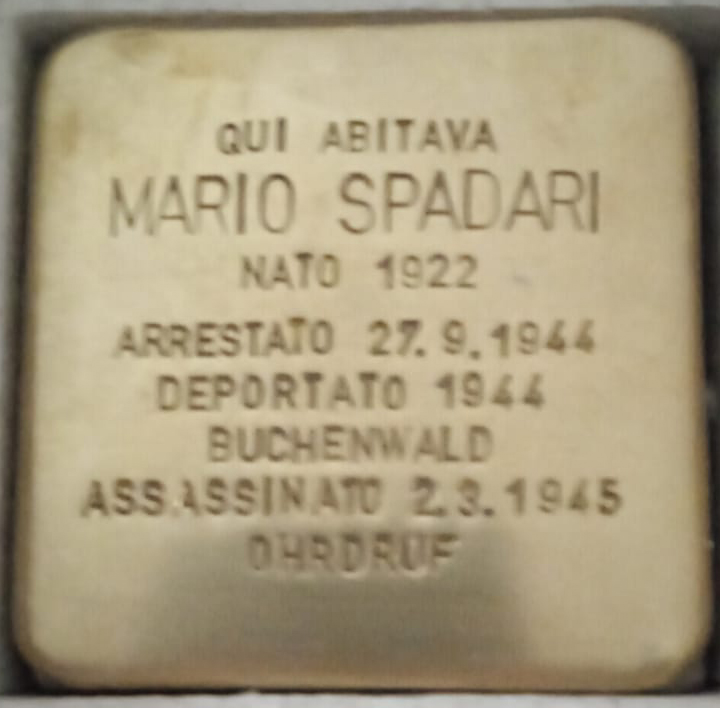 QUI ABITAVA
MARIO SPADARI
NATO 1922
ARRESTATO 27.9.1944
DEPORTATO 1944
BUCHENWALD
ASSASSINATO 2.3.1945
OHRDRUF